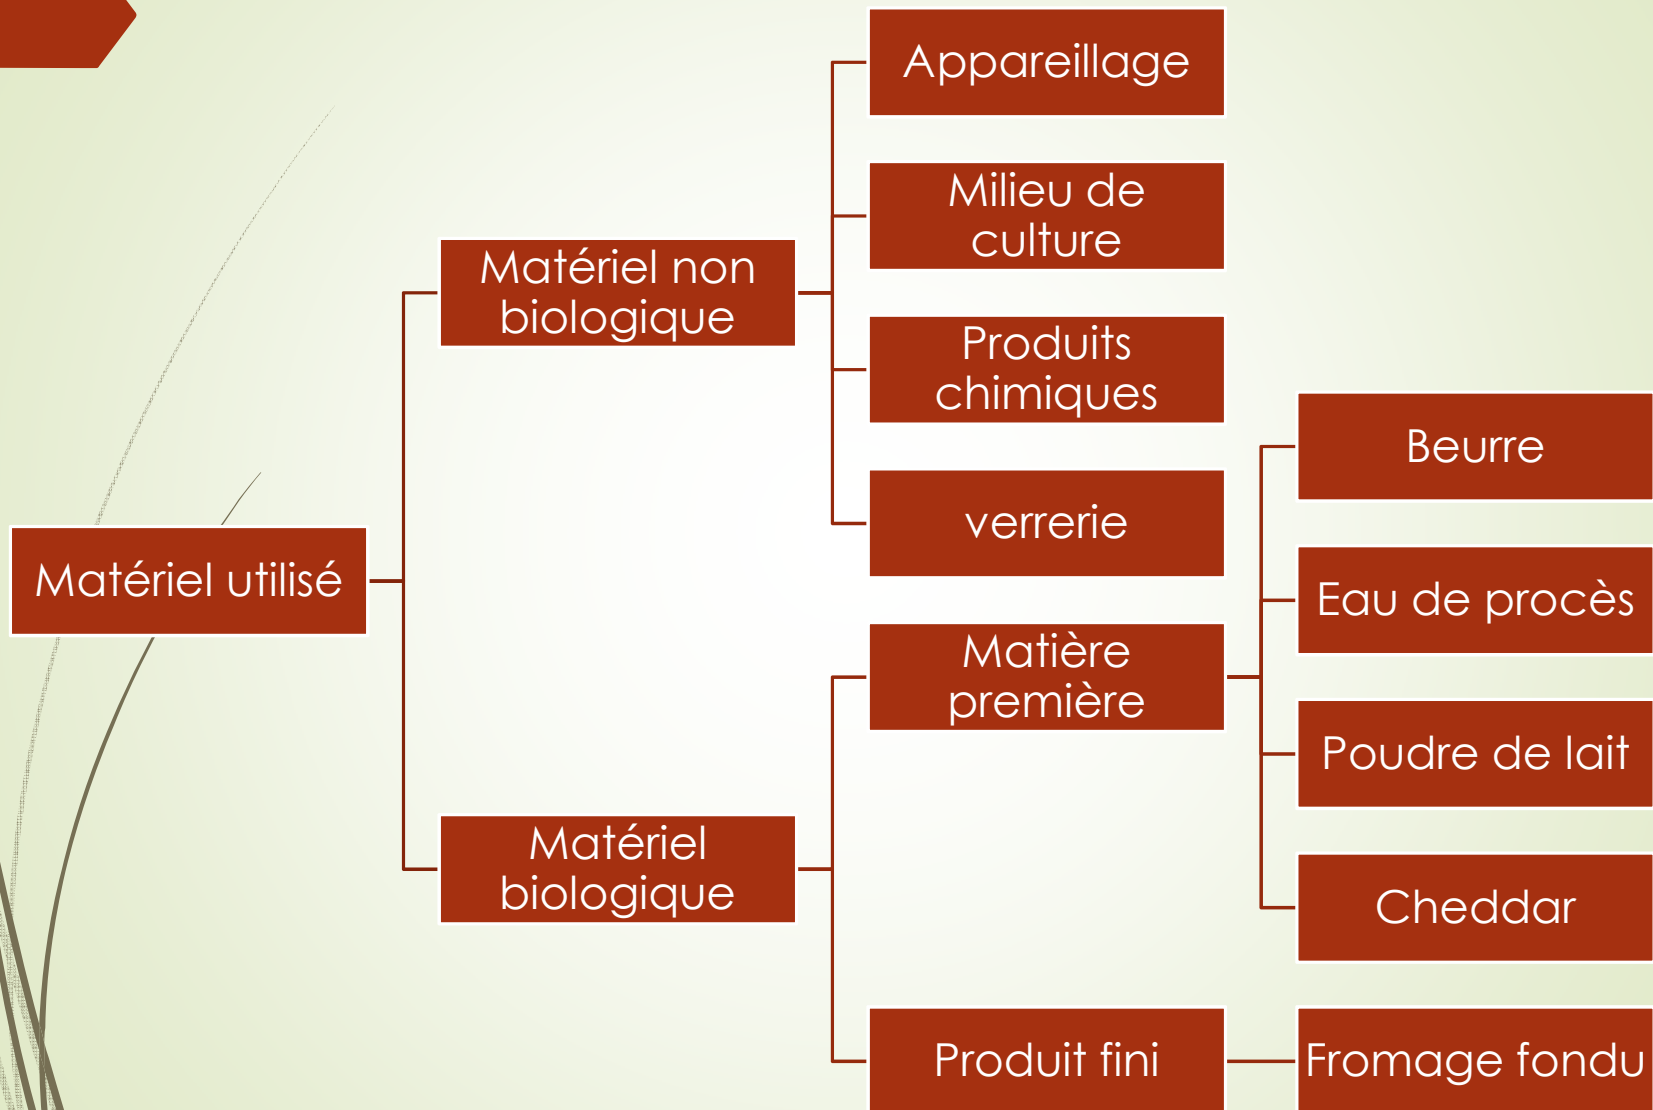 Matériel utilisé
Matériel non
biologique
Appareillage
Milieu de
culture
Produits
chimiques
verrerie
Matériel
biologique
Matière
première
Beurre
Eau de procès
Poudre de lait
Cheddar
Produit fini
Fromage fondu